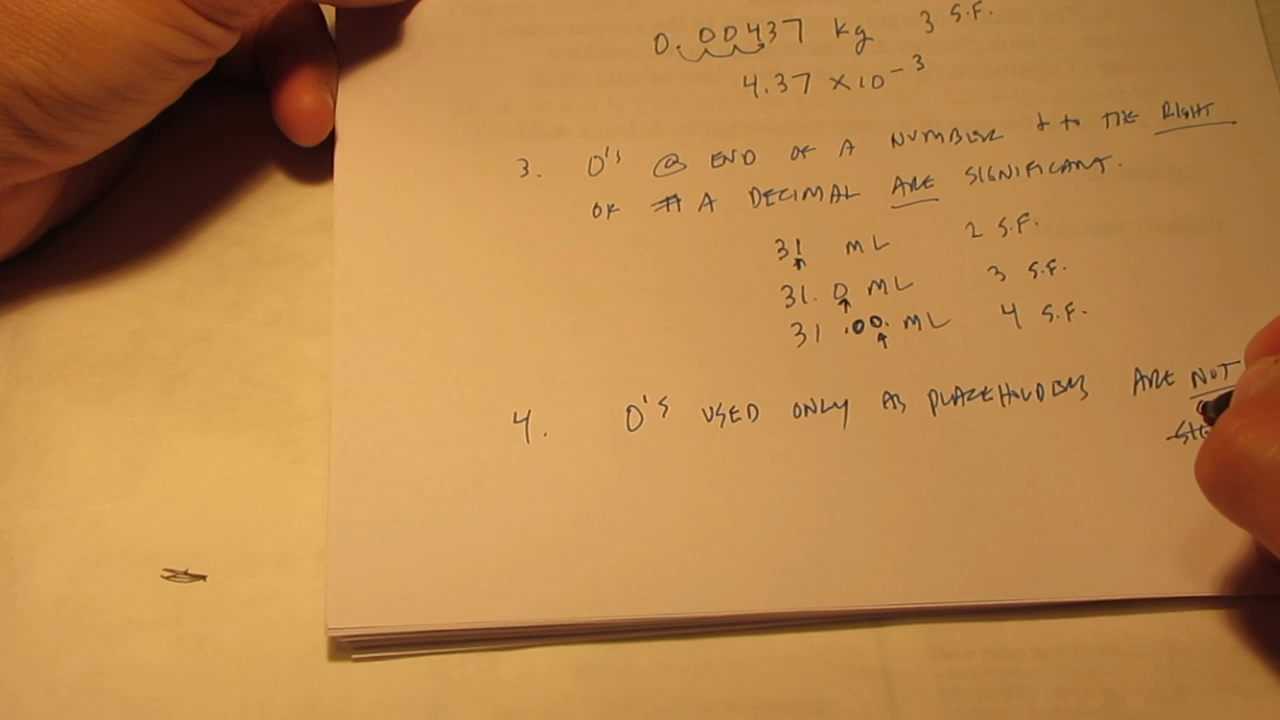 0.00437 kg 3 S.F.
4.37 x10-3
3. 0's @ END OF A NUMBER & to THE RIGHT
OF A DECIMAL ARE SIGNIFICANT.
31 ML 2 S.F.
31.0 ML 3 S.F.
31.00. ML 4 S.F.
4. 0's USED ONLY AS PLACEHOLDERS ARE NOT